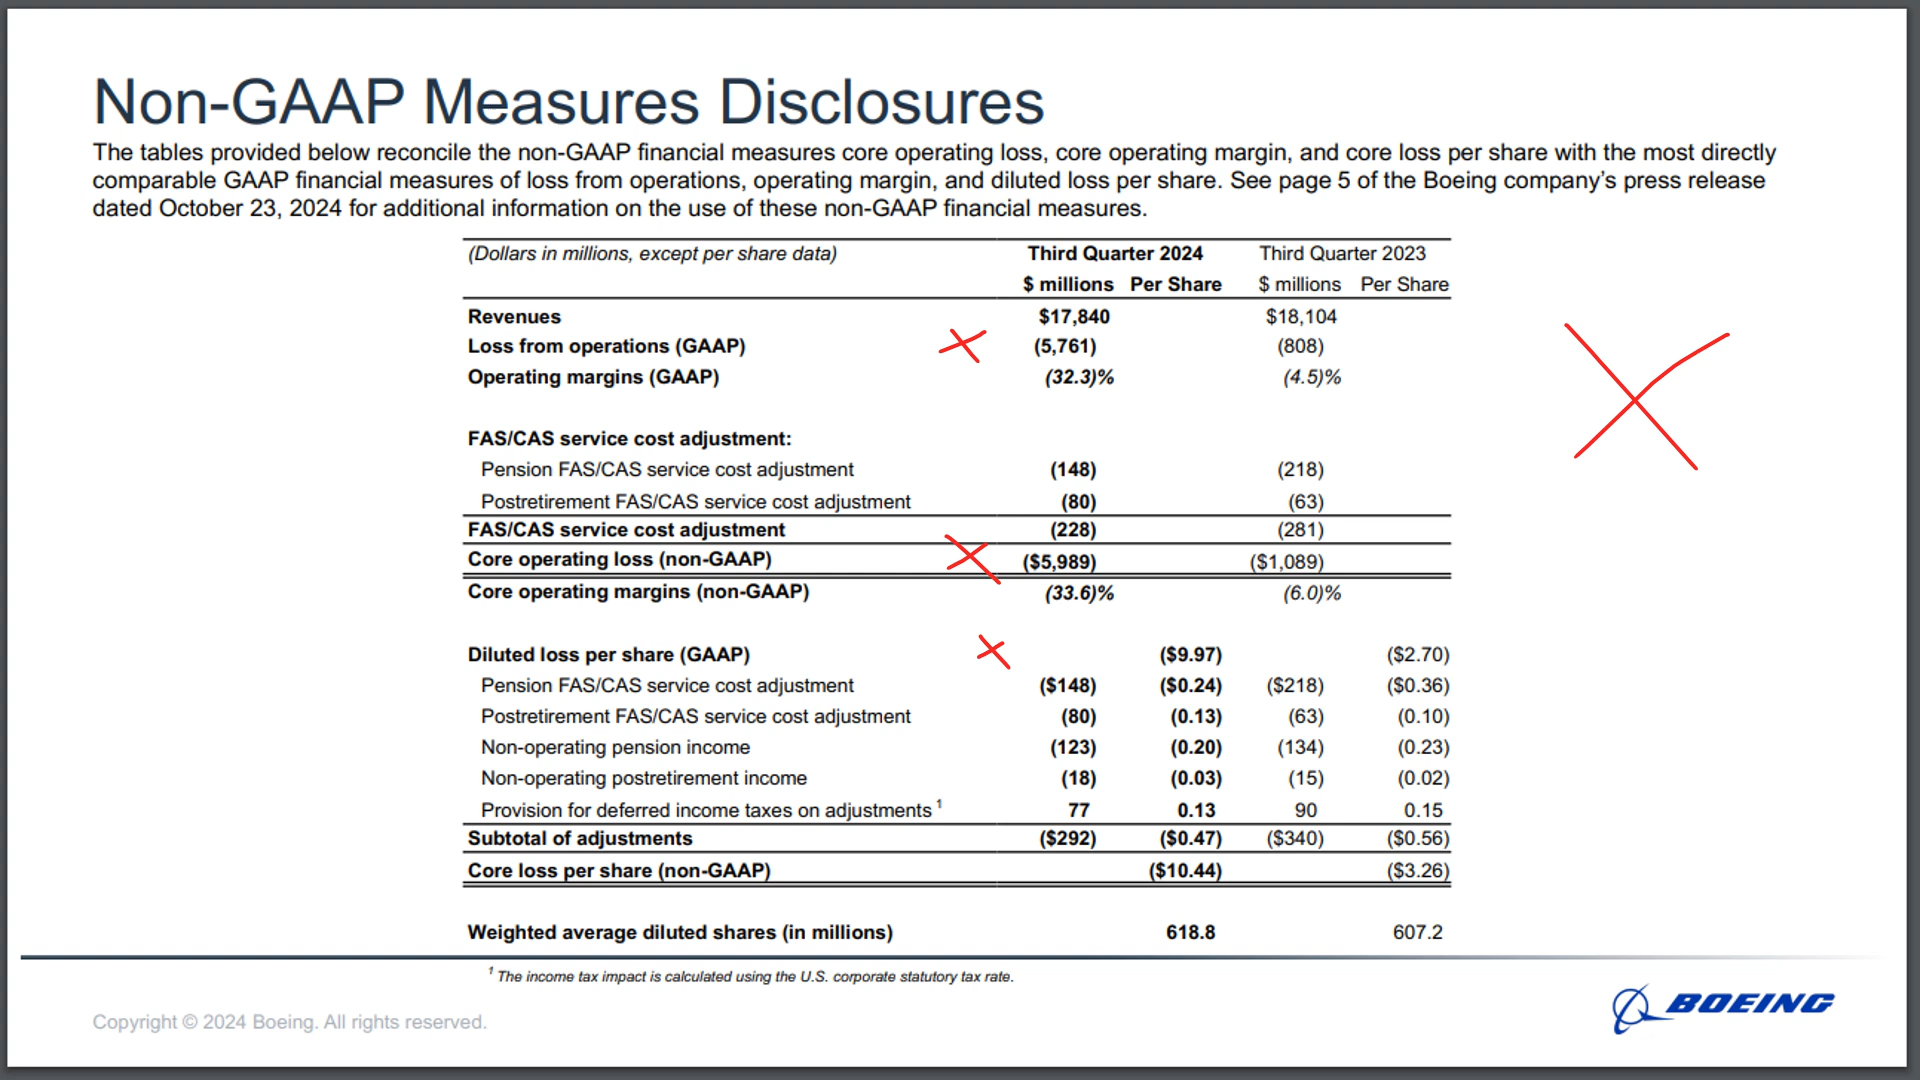 Non-GAAP Measures Disclosures
The tables provided below reconcile the non-GAAP financial measures core operating loss, core operating margin, and core loss per share with the most directly
comparable GAAP financial measures of loss from operations, operating margin, and diluted loss per share. See page 5 of the Boeing company’s press release
dated October 23, 2024 for additional information on the use of these non-GAAP financial measures.
(Dollars in millions, except per share data) Third Quarter 2024 Third Quarter 2023
$ millions Per Share $ millions Per Share
Revenues $17,840 $18,104
Loss from operations (GAAP) (5,761) (808)
Operating margins (GAAP) (32.3)% (4.5)%
FAS/CAS service cost adjustment:
Pension FAS/CAS service cost adjustment (148) (218)
Postretirement FAS/CAS service cost adjustment (80) (63)
FAS/CAS service cost adjustment (228) (281)
Core operating loss (non-GAAP) ($5,989) ($1,089)
Core operating margins (non-GAAP) (33.6)% (6.0)%
Diluted loss per share (GAAP) ($9.97) ($2.70)
Pension FAS/CAS service cost adjustment ($148) ($0.24) ($218) ($0.36)
Postretirement FAS/CAS service cost adjustment (80) (0.13) (63) (0.10)
Non-operating pension income (123) (0.20) (134) (0.23)
Non-operating postretirement income (18) (0.03) (15) (0.02)
Provision for deferred income taxes on adjustments 1 77 0.13 90 0.15
Subtotal of adjustments ($292) ($0.47) ($340) ($0.56)
Core loss per share (non-GAAP) ($10.44) ($3.26)
Weighted average diluted shares (in millions) 618.8 607.2
1 The income tax impact is calculated using the U.S. corporate statutory tax rate.
Copyright © 2024 Boeing. All rights reserved.
BOEING